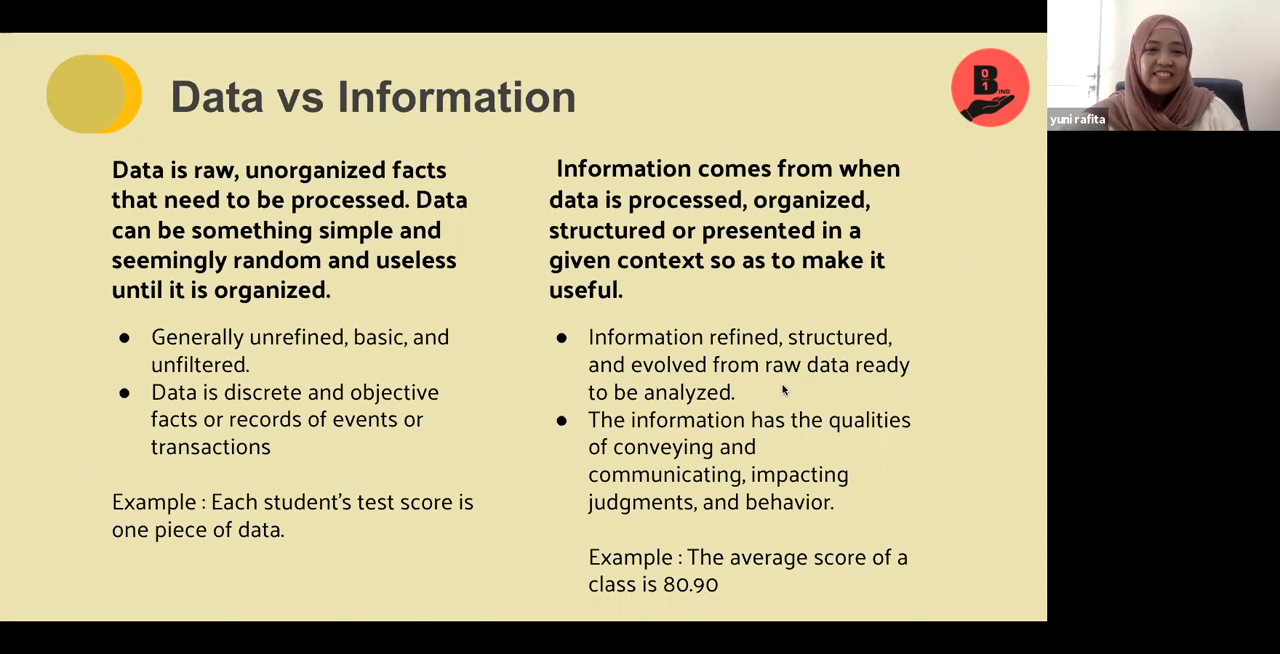 Data vs Information
B
0
1
IND
yuni rafita
Data is raw, unorganized facts
that need to be processed. Data
can be something simple and
seemingly random and useless
until it is organized.
● Generally unrefined, basic, and
unfiltered.
● Data is discrete and objective
facts or records of events or
transactions
Example : Each student's test score is
one piece of data.
Information comes from when
data is processed, organized,
structured or presented in a
given context so as to make it
useful.
● Information refined, structured,
and evolved from raw data ready
to be analyzed.
● The information has the qualities
of conveying and
communicating, impacting
judgments, and behavior.
Example : The average score of a
class is 80.90